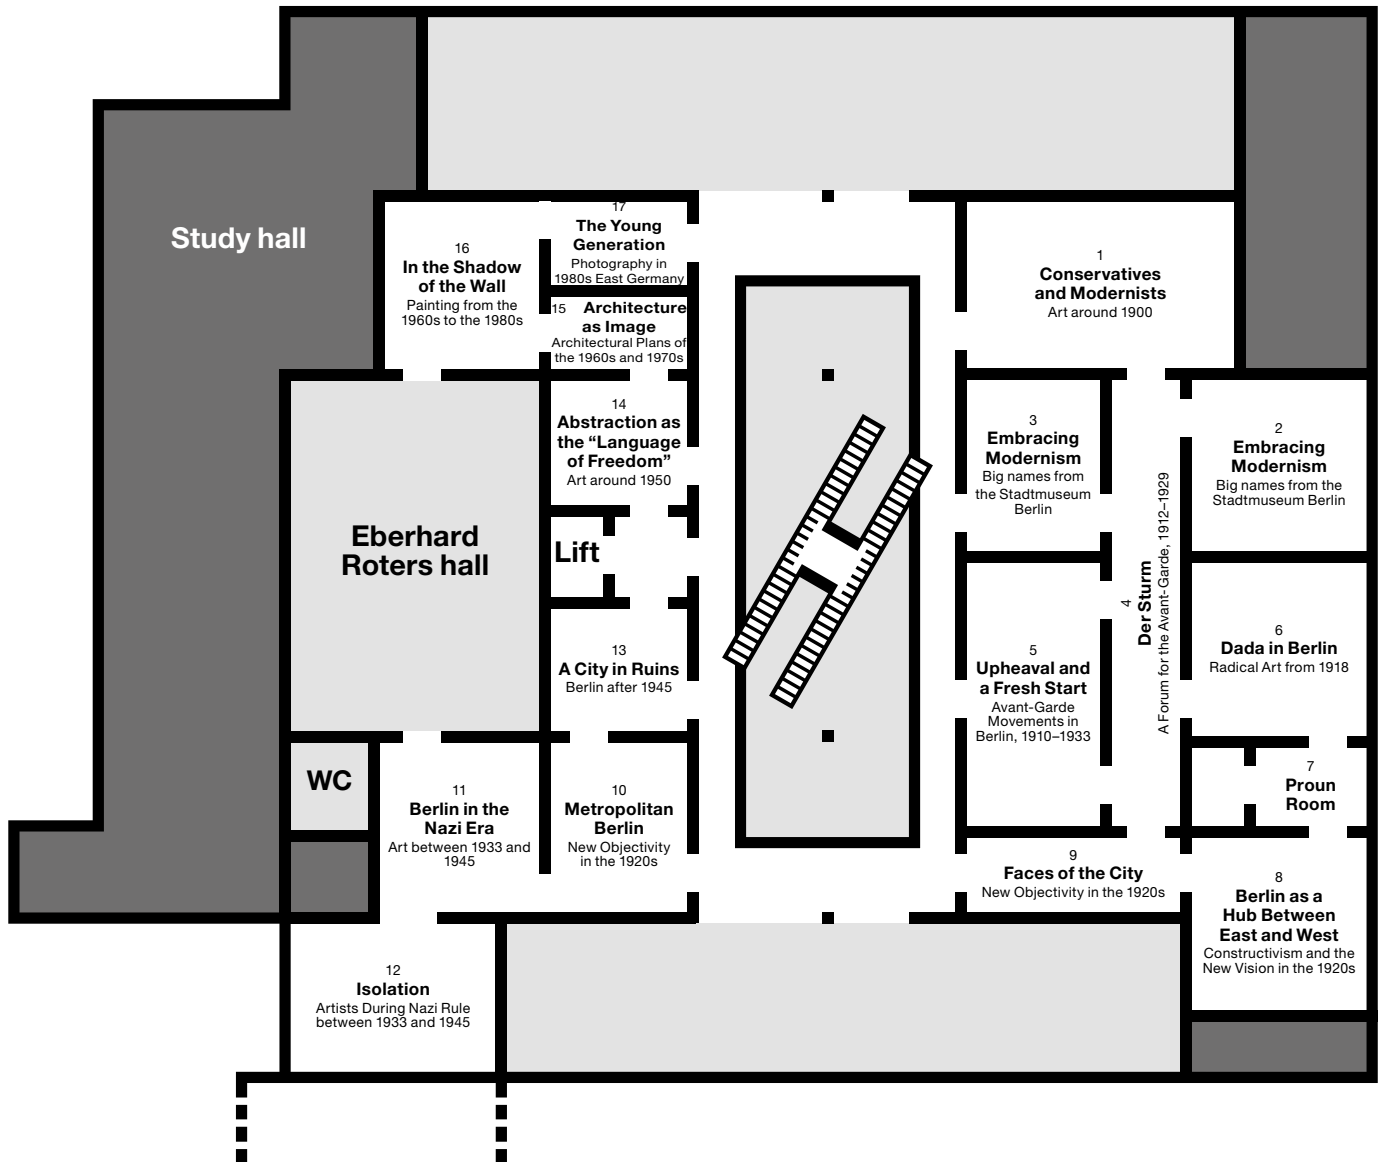 Study hall
16
In the Shadow
of the Wall
Painting from the
1960s to the 1980s
17
The Young
Generation
Photography in
1980s East Germany
15 Architecture
as Image
Architectural Plans of
the 1960s and 1970s
1
Conservatives
and Modernists
Art around 1900
14
Abstraction as
the “Language
of Freedom”
Art around 1950
3
Embracing
Modernism
Big names from
the Stadtmuseum
Berlin
2
Embracing
Modernism
Big names from the
Stadtmuseum Berlin
Eberhard
Roters hall
Lift
4
Der Sturm
A Forum for the Avant-Garde, 1912–1929
13
A City in Ruins
Berlin after 1945
5
Upheaval and
a Fresh Start
Avant-Garde
Movements in
Berlin, 1910–1933
6
Dada in Berlin
Radical Art from 1918
WC
11
Berlin in the
Nazi Era
Art between 1933 and
1945
10
Metropolitan
Berlin
New Objectivity
in the 1920s
7
Proun
Room
9
Faces of the City
New Objectivity in the 1920s
8
Berlin as a
Hub Between
East and West
Constructivism and the
New Vision in the 1920s
12
Isolation
Artists During Nazi Rule
between 1933 and 1945